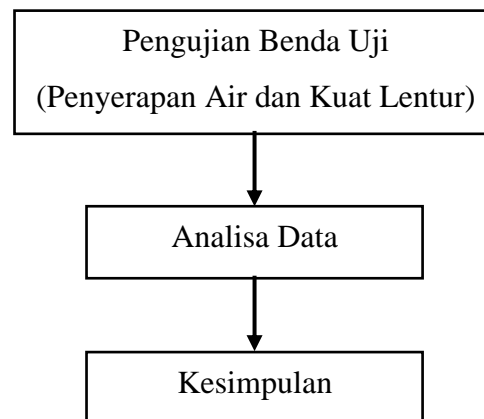 Pengujian Benda Uji
(Penyerapan Air dan Kuat Lentur)
Analisa Data
Kesimpulan